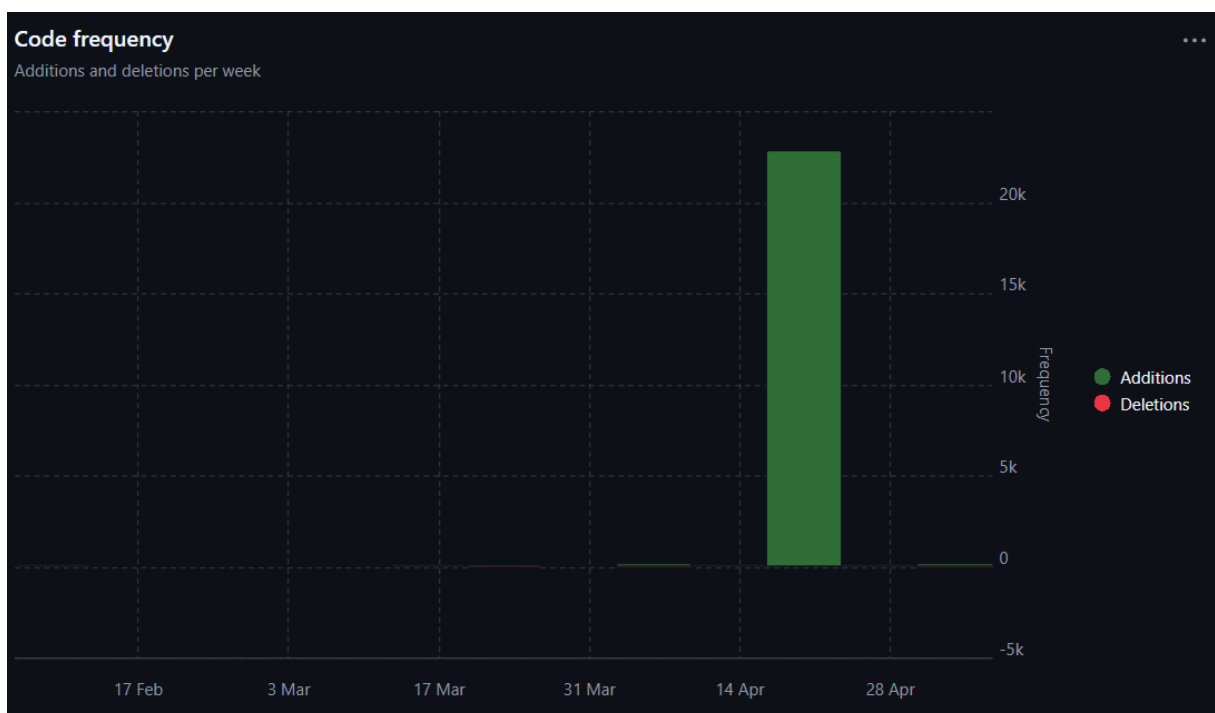 Code frequency
Additions and deletions per week
20k
15k
10k
5k
0
-5k
Frequency
Additions
Deletions
17 Feb
3 Mar
17 Mar
31 Mar
14 Apr
28 Apr